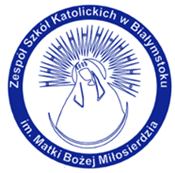 Zespół Szkół Katolickich w Białymstoku
im. Matki Bożej Miłosierdzia